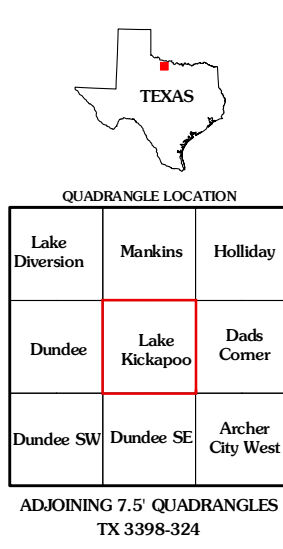 TEXAS
QUADRANGLE LOCATION
Lake
Diversion
Mankins
Holliday
Dundee
Lake
Kickapoo
Dads
Corner
Dundee SW
Dundee SE
Archer
City West
ADJOINING 7.5' QUADRANGLES
TX 3398-324